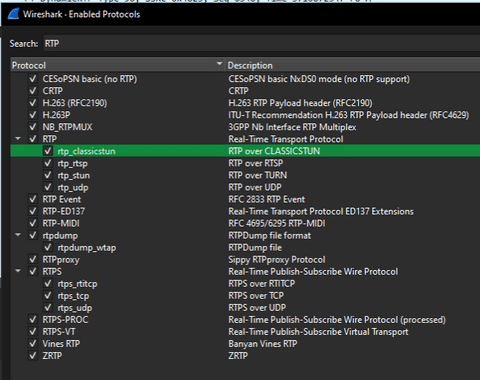 Wireshark · Enabled Protocols
Search: RTP
Protocol Description
CESoPSN basic (no RTP) CESoPSN basic NxDS0 mode (no RTP support)
CRTP CRTP
H.263 (RFC2190) H.263 RTP Payload header (RFC2190)
H263P ITU-T Recommendation H.263 RTP Payload header (RFC4629)
NB_RTPMUX 3GPP Nb Interface RTP Multiplex
RTP Real-Time Transport Protocol
rtp_classicstun RTP over CLASSICSTUN
rtp_rtsp RTP over RTSP
rtp_stun RTP over TURN
rtp_udp RTP over UDP
RTP Event RFC 2833 RTP Event
RTP-ED137 Real-Time Transport Protocol ED137 Extensions
RTP-MIDI RFC 4695/6295 RTP-MIDI
rtpdump RTPDump file format
rtpdump_wtap RTPDump file
RTPproxy Sippy RTPproxy Protocol
RTPS Real-Time Publish-Subscribe Wire Protocol
rtps_rtitcp RTPS over RTITCP
rtps_tcp RTPS over TCP
rtps_udp RTPS over UDP
RTPS-PROC Real-Time Publish-Subscribe Wire Protocol (processed)
RTPS-VT Real-Time Publish-Subscribe Virtual Transport
Vines RTP Banyan Vines RTP
ZRTP ZRTP